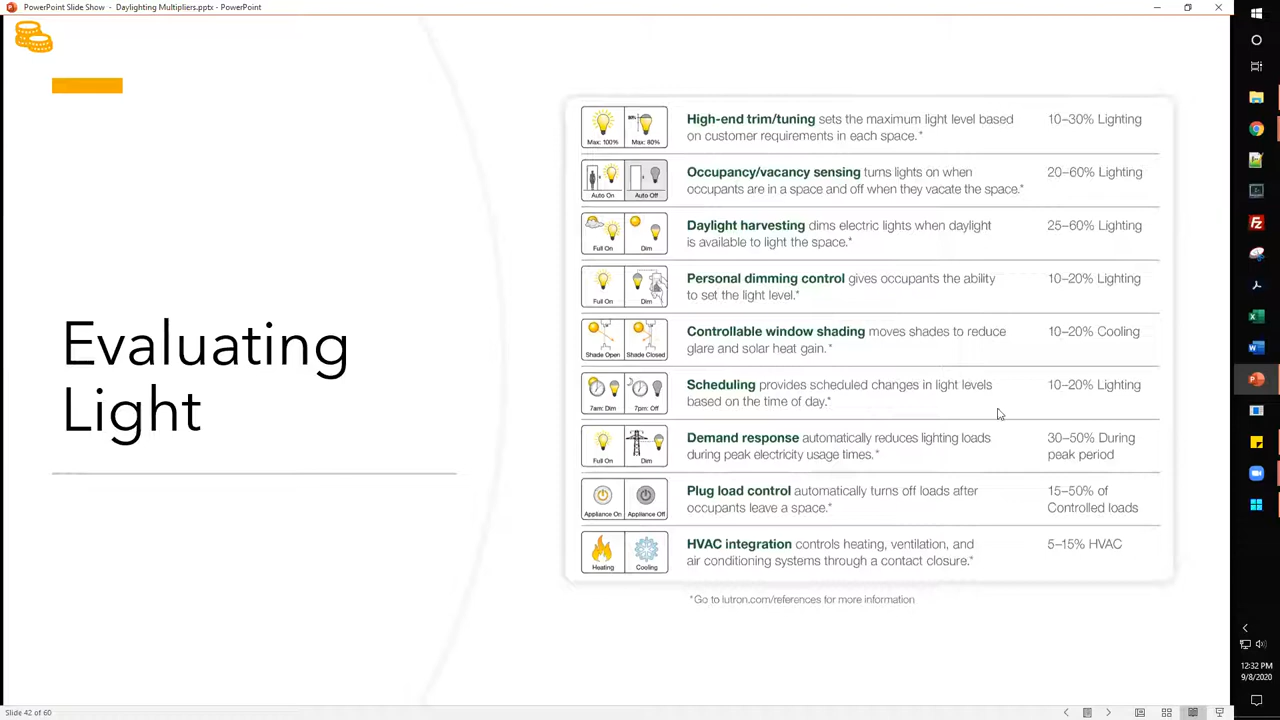 PowerPoint Slide Show - Daylighting Multipliers.pptx - PowerPoint
Evaluating
Light
Max: 100% Max: 80%
High-end trim/tuning sets the maximum light level based
on customer requirements in each space.*
10–30% Lighting
Auto On Auto Off
Occupancy/vacancy sensing turns lights on when
occupants are in a space and off when they vacate the space.*
20–60% Lighting
Full On Dim
Daylight harvesting dims electric lights when daylight
is available to light the space.*
25–60% Lighting
Full On Dim
Personal dimming control gives occupants the ability
to set the light level.*
10–20% Lighting
Shade Open Shade Closed
Controllable window shading moves shades to reduce
glare and solar heat gain.*
10–20% Cooling
7am: Dim 7pm: Off
Scheduling provides scheduled changes in light levels
based on the time of day.*
10–20% Lighting
Full On Dim
Demand response automatically reduces lighting loads
during peak electricity usage times.*
30–50% During
peak period
Appliance On Appliance Off
Plug load control automatically turns off loads after
occupants leave a space.*
15–50% of
Controlled loads
Heating Cooling
HVAC integration controls heating, ventilation, and
air conditioning systems through a contact closure.*
5–15% HVAC
*Go to lutron.com/references for more information
Slide 42 of 60
12:32 PM
9/8/2020